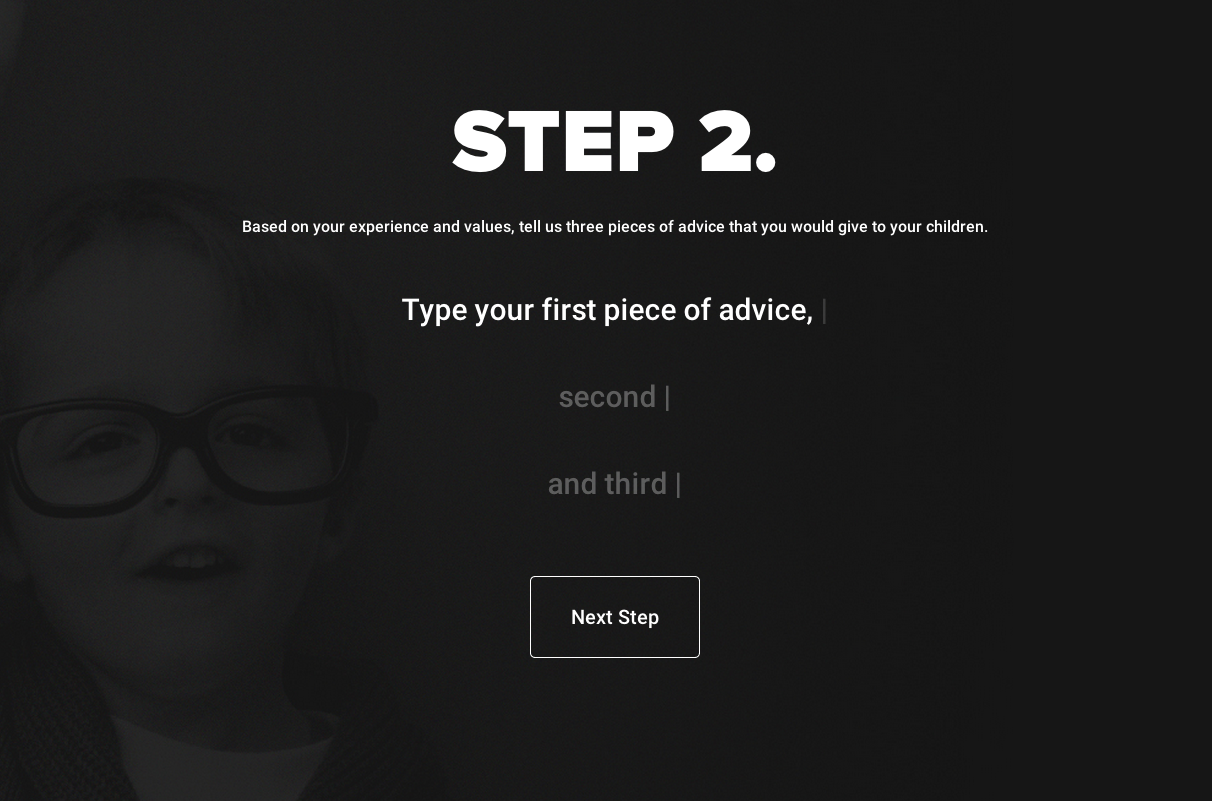 STEP 2.
Based on your experience and values, tell us three pieces of advice that you would give to your children.
Type your first piece of advice, |
second |
and third |
Next Step